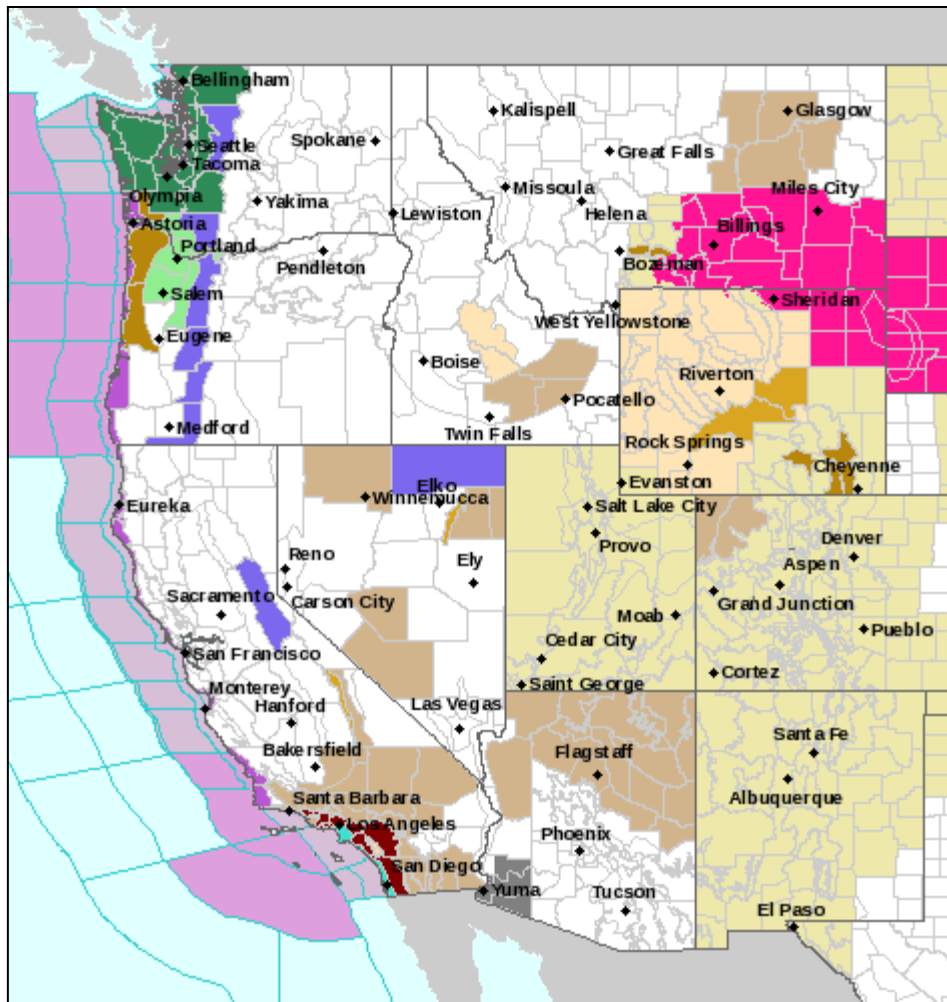 Bellingham
Kalispell
Glasgow
Seattle
Spokane
Great Falls
Tacoma
Olympia
Missoula
Miles City
Yakima
Lewiston
Helena
Astoria
Portland
Billings
Pendleton
Bozeman
Salem
Sheridan
West Yellowstone
Eugene
Boise
Riverton
Pocatello
Medford
Twin Falls
Rock Springs
Cheyenne
Elko
Evanston
Winnemucca
Eureka
Salt Lake City
Provo
Denver
Reno
Ely
Aspen
Sacramento
Carson City
Grand Junction
Moab
Pueblo
Cedar City
San Francisco
Cortez
Saint George
Monterey
Hanford
Las Vegas
Bakersfield
Flagstaff
Santa Fe
Albuquerque
Santa Barbara
Los Angeles
Phoenix
San Diego
Yuma
Tucson
El Paso